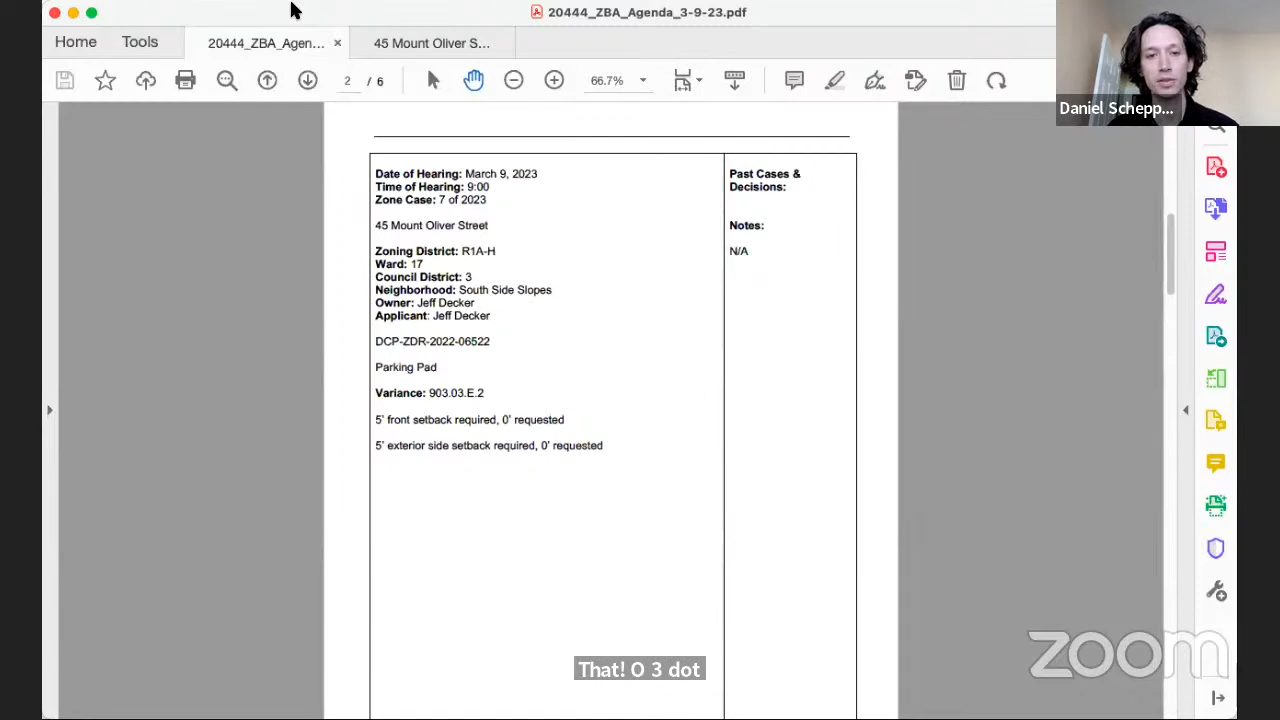 20444_ZBA_Agenda_3-9-23.pdf
Home
Tools
20444_ZBA_Agen...
45 Mount Oliver S...
2 / 6
66.7%
Daniel Schepp...
Date of Hearing: March 9, 2023
Time of Hearing: 9:00
Zone Case: 7 of 2023
45 Mount Oliver Street
Zoning District: R1A-H
Ward: 17
Council District: 3
Neighborhood: South Side Slopes
Owner: Jeff Decker
Applicant: Jeff Decker
DCP-ZDR-2022-06522
Parking Pad
Variance: 903.03.E.2
5' front setback required, 0' requested
5' exterior side setback required, 0' requested
Past Cases &
Decisions:
Notes:
N/A
That! O 3 dot
zoom